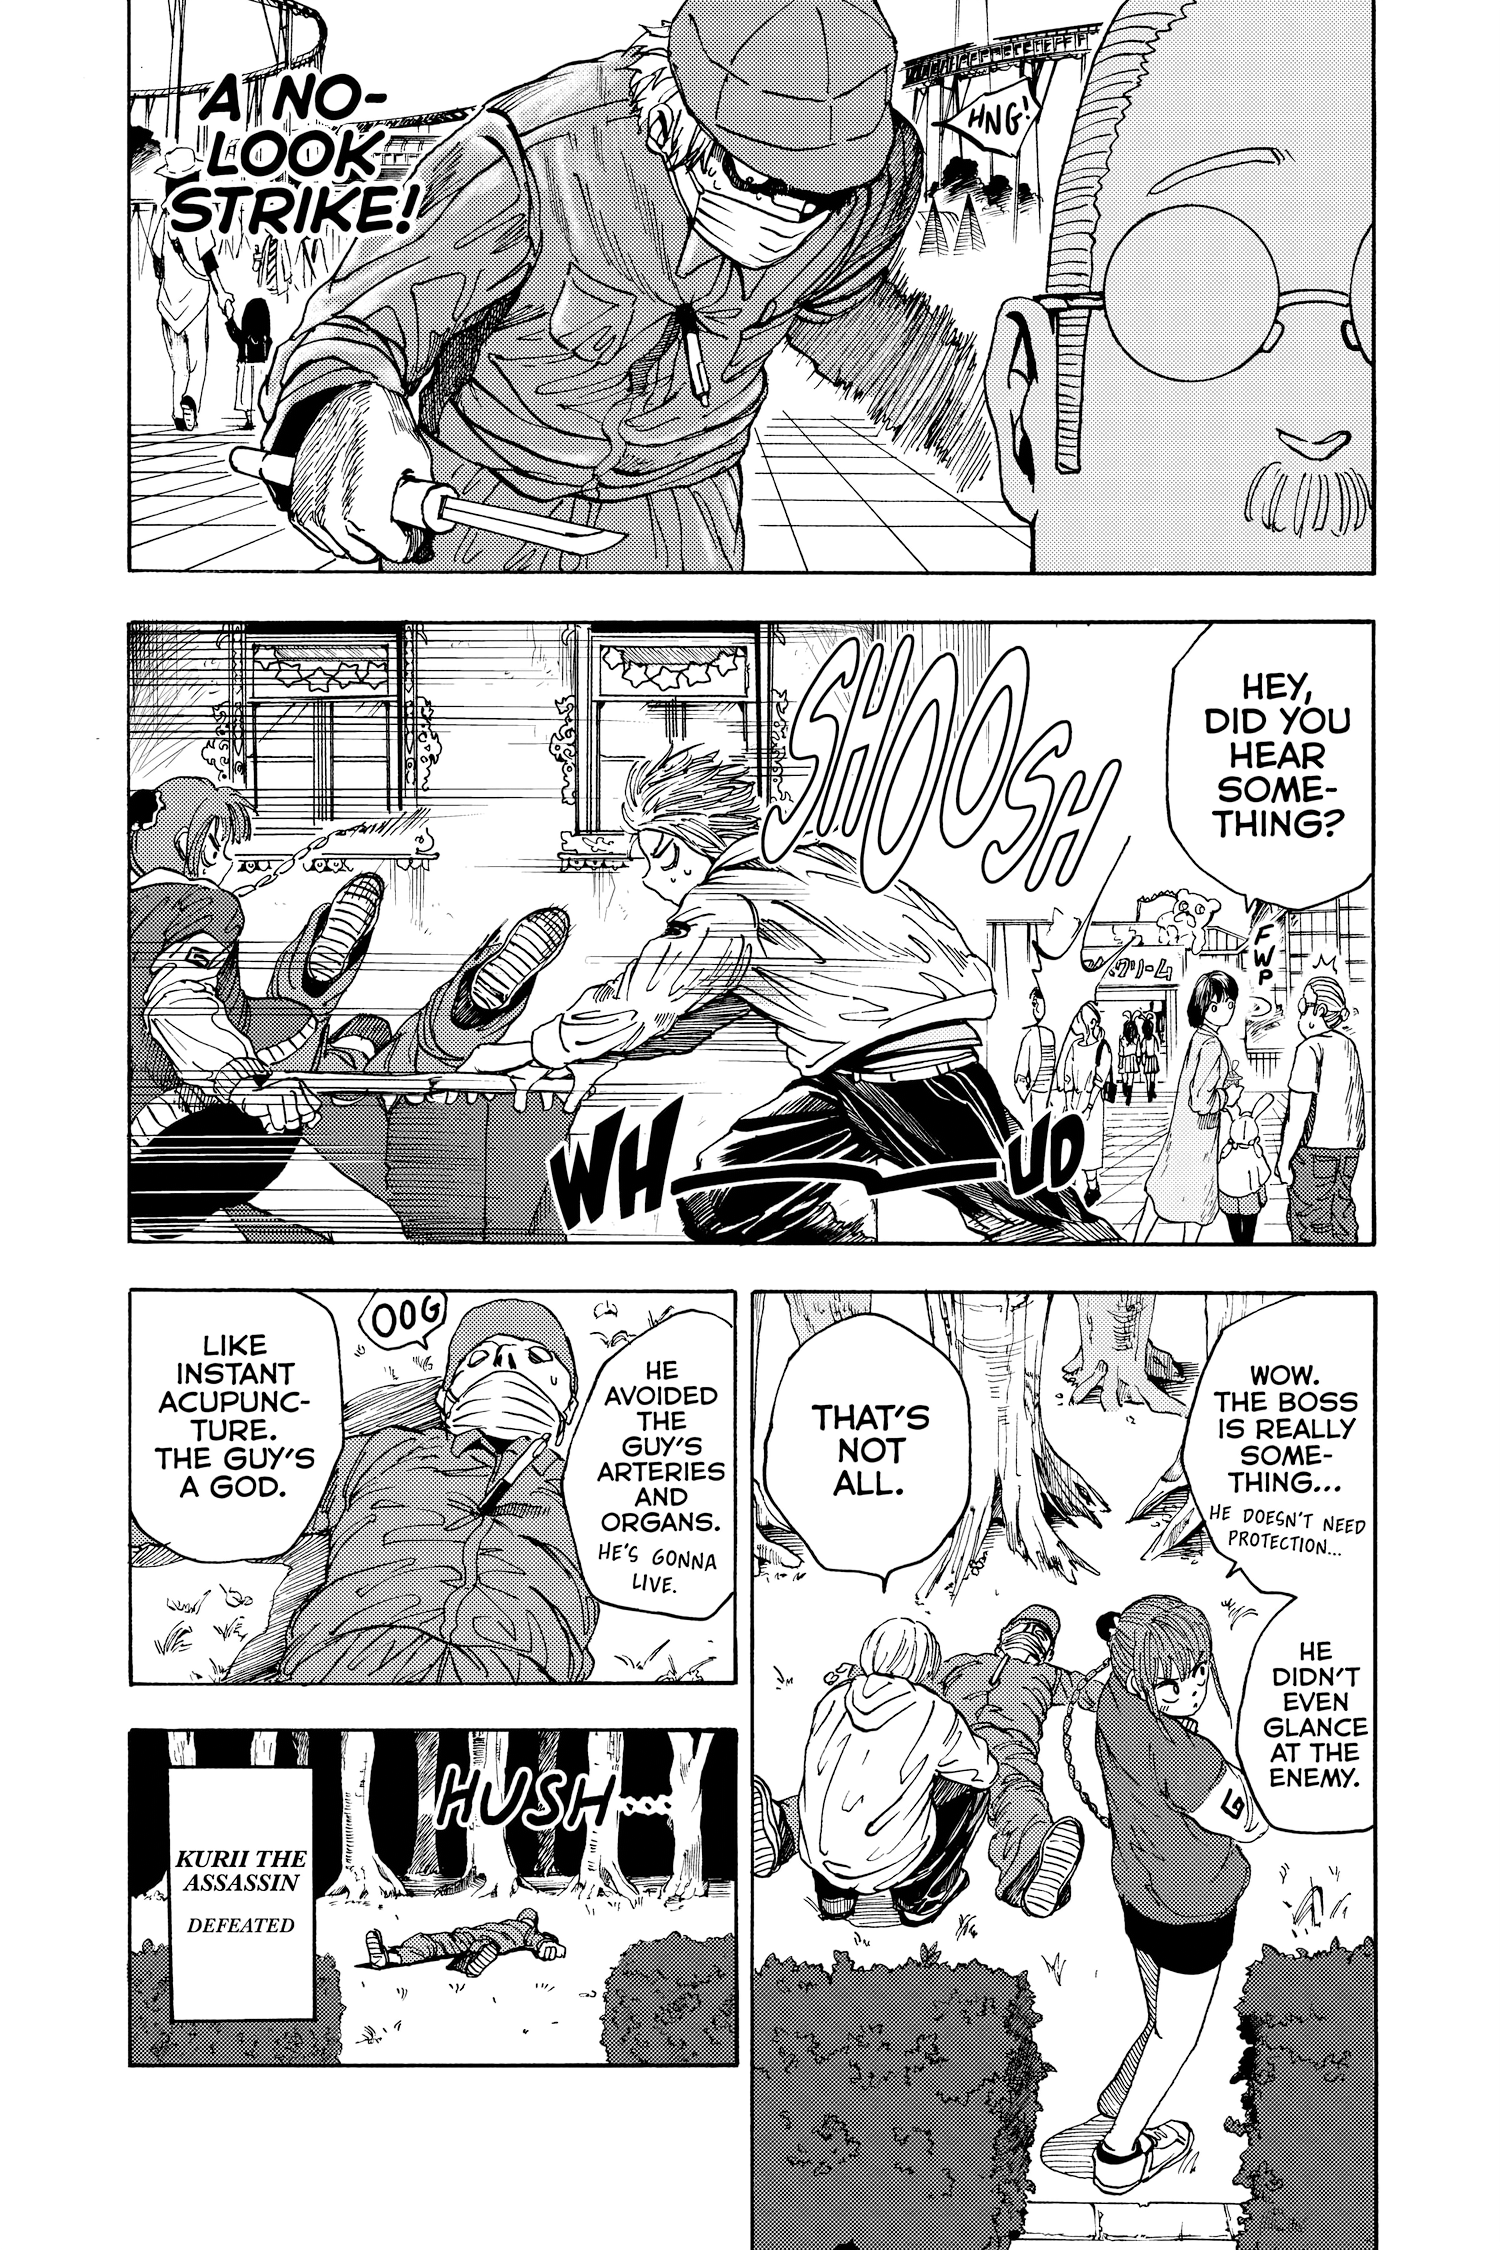 HNG!
A NO-
LOOK
STRIKE!
HEY,
DID YOU
HEAR
SOME-
THING?
FWP
SHOOSH
クリーム
WH
UD
WOW.
THE BOSS
IS REALLY
SOME-
THING...
HE DOESN'T NEED
PROTECTION...
HE
DIDN'T
EVEN
GLANCE
AT THE
ENEMY.
THAT'S
NOT
ALL.
HE
AVOIDED
THE
GUY'S
ARTERIES
AND
ORGANS.
HE'S GONNA
LIVE.
OOG
LIKE
INSTANT
ACUPUNC-
TURE.
THE GUY'S
A GOD.
HUSH...
KURII THE
ASSASSIN
DEFEATED